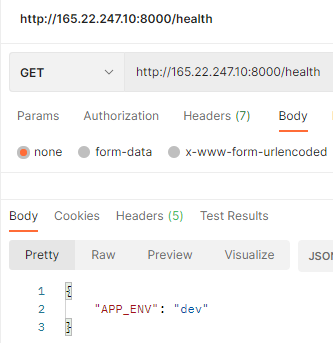 http://165.22.247.10:8000/health
GET http://165.22.247.10:8000/health
Params Authorization Headers (7) Body
none form-data x-www-form-urlencoded
Body Cookies Headers (5) Test Results
Pretty Raw Preview Visualize JSON
1 {
2 "APP_ENV": "dev"
3 }